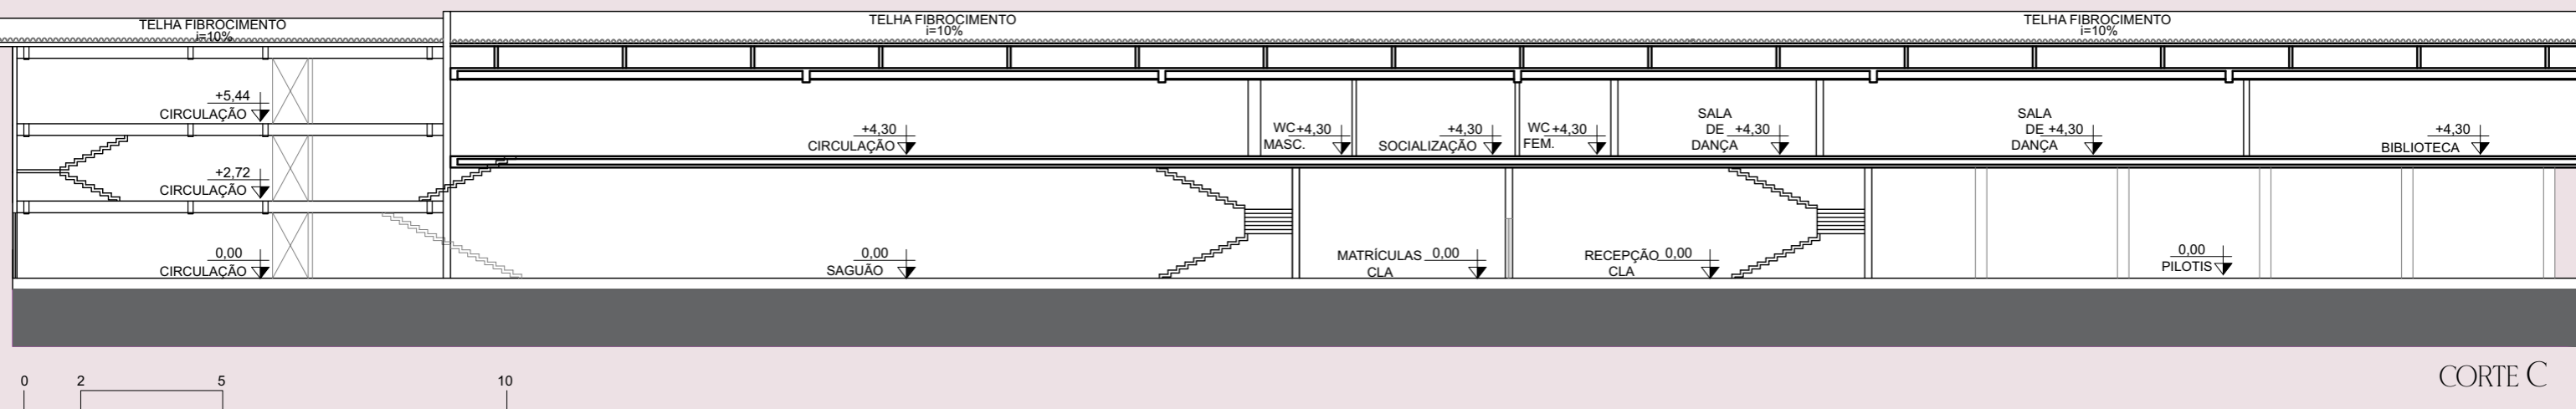 TELHA FIBROCIMENTO
i=10%
TELHA FIBROCIMENTO
i=10%
TELHA FIBROCIMENTO
i=10%
+5,44
CIRCULAÇÃO
+2,72
CIRCULAÇÃO
0,00
CIRCULAÇÃO
+4,30
CIRCULAÇÃO
WC +4,30
MASC.
+4,30
SOCIALIZAÇÃO
WC +4,30
FEM.
SALA
DE +4,30
DANÇA
SALA
DE +4,30
DANÇA
+4,30
BIBLIOTECA
0,00
SAGUÃO
MATRÍCULAS 0,00
CLA
RECEPÇÃO 0,00
CLA
0,00
PILOTIS
0 2 5 10
CORTE C